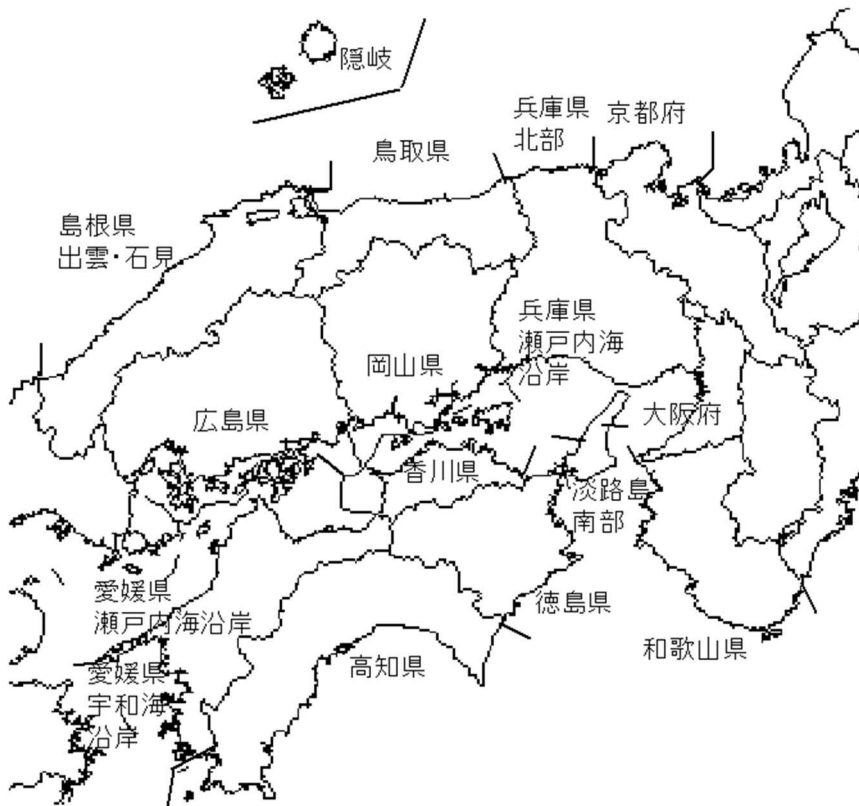 隠岐
兵庫県
北部
京都府
鳥取県
島根県
出雲・石見
兵庫県
瀬戸内海
沿岸
岡山県
広島県
大阪府
香川県
淡路島
南部
愛媛県
瀬戸内海沿岸
徳島県
和歌山県
高知県
愛媛県
宇和海
沿岸